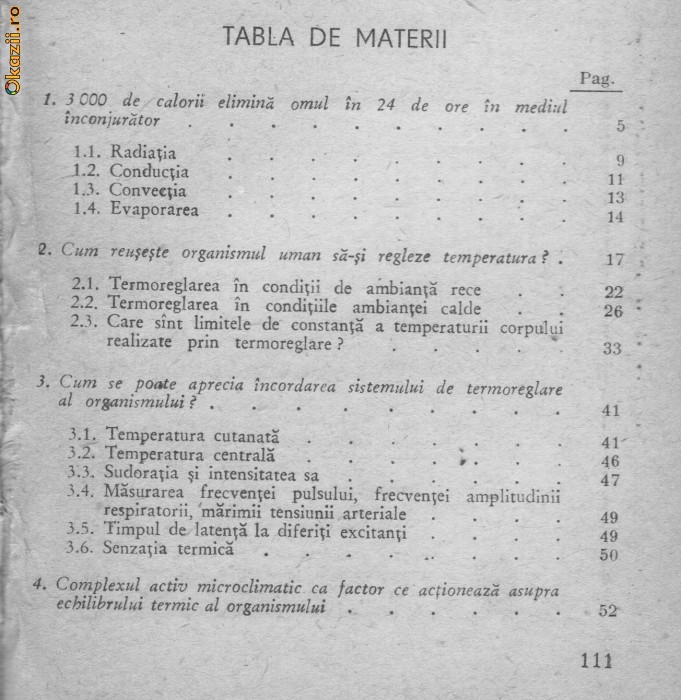 Okazii.ro
TABLA DE MATERII
Pag.
1. 3 000 de calorii elimină omul în 24 de ore în mediul
înconjurător . . . . . . . . . . 5
1.1. Radiația . . . . . . . . 9
1.2. Conducția . . . . . . . . 11
1.3. Convecția . . . . . . . . 13
1.4. Evaporarea . . . . . . . . 14
2. Cum reușește organismul uman să-și regleze temperatura? . 17
2.1. Termoreglarea în condiții de ambianță rece . . 22
2.2. Termoreglarea în condițiile ambianței calde . . 26
2.3. Care sînt limitele de constanță a temperaturii corpului
realizate prin termoreglare? . . . . . 33
3. Cum se poate aprecia încordarea sistemului de termoreglare
al organismului? . . . . . . . . . 41
3.1. Temperatura cutanată . . . . . . 41
3.2. Temperatura centrală . . . . . . 46
3.3. Sudorația și intensitatea sa . . . . . 47
3.4. Măsurarea frecvenței pulsului, frecvenței amplitudinii
respiratorii, mărimii tensiunii arteriale . . . . 49
3.5. Timpul de latență la diferiți excitanți . . . . 49
3.6. Senzația termică . . . . . . . . 50
4. Complexul activ microclimatic ca factor ce acționează asupra
echilibrului termic al organismului . . . . . . 52
111